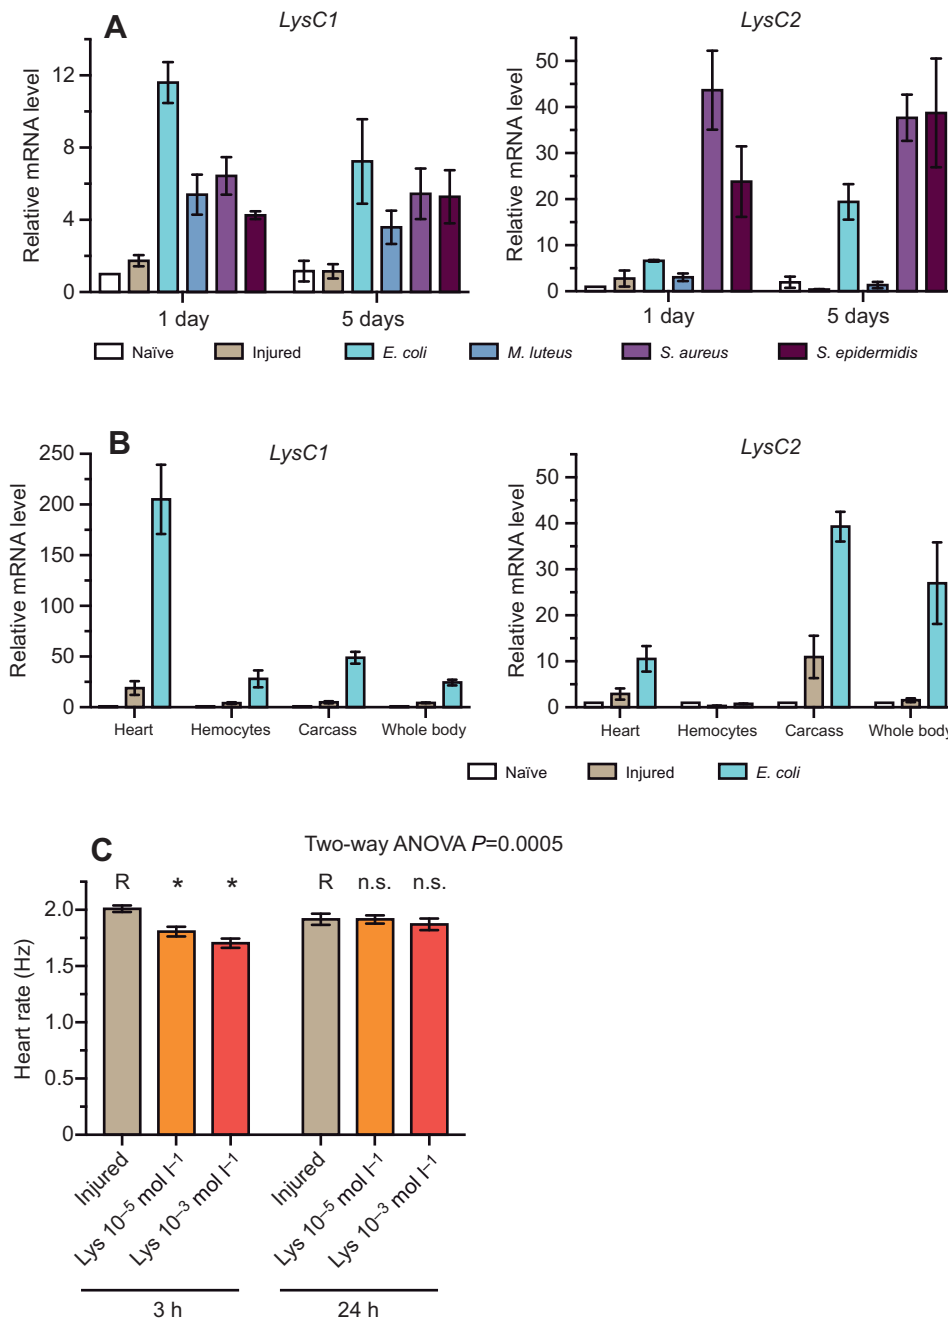 A
LysC1
LysC2
Relative mRNA level
12
8
4
0
1 day
5 days
Relative mRNA level
50
40
30
20
10
0
1 day
5 days
Naïve
Injured
E. coli
M. luteus
S. aureus
S. epidermidis
B
LysC1
LysC2
Relative mRNA level
250
200
150
100
50
0
Heart
Hemocytes
Carcass
Whole body
Relative mRNA level
50
40
30
20
10
0
Heart
Hemocytes
Carcass
Whole body
Naïve
Injured
E. coli
C
Two-way ANOVA P=0.0005
R * * R n.s. n.s.
Heart rate (Hz)
2.0
1.5
1.0
0.5
0
Injured
Lys 10⁻⁵ mol l⁻¹
Lys 10⁻³ mol l⁻¹
Injured
Lys 10⁻⁵ mol l⁻¹
Lys 10⁻³ mol l⁻¹
3 h
24 h